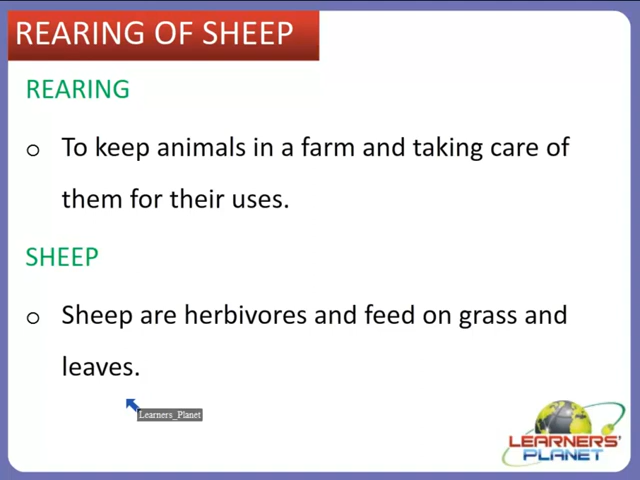 REARING OF SHEEP
REARING
o To keep animals in a farm and taking care of
them for their uses.
SHEEP
o Sheep are herbivores and feed on grass and
leaves.
Learners_Planet
LEARNERS'
PLANET